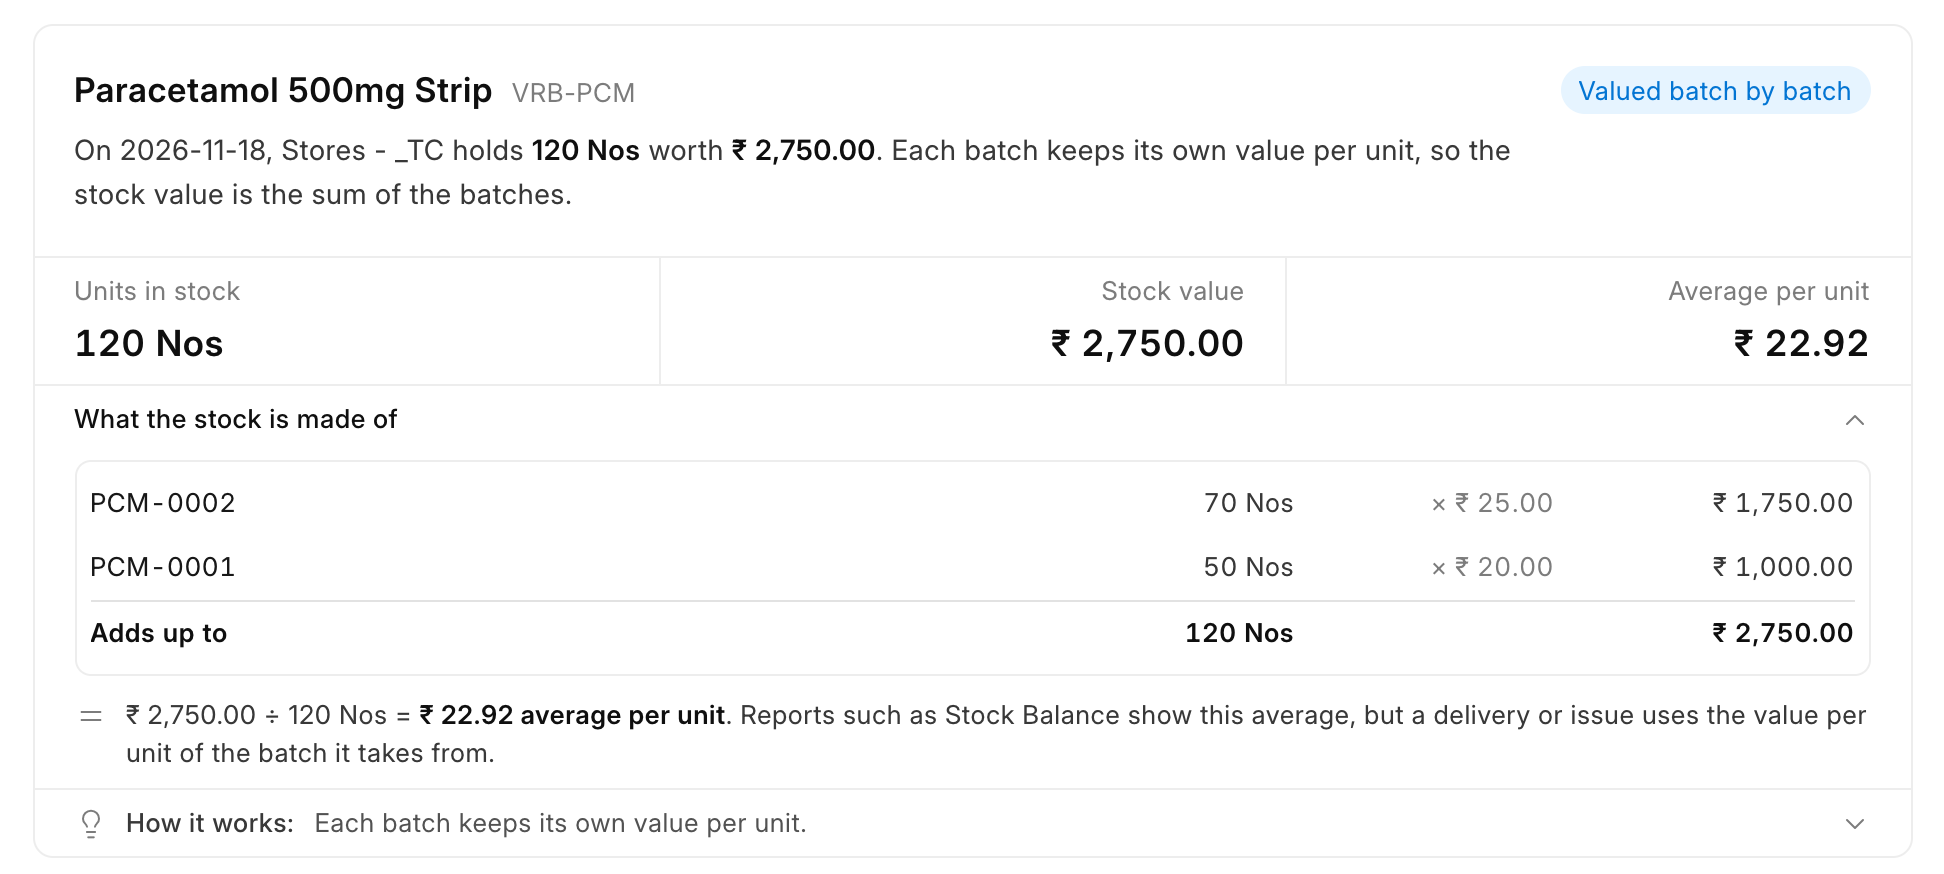 Paracetamol 500mg Strip VRB-PCM
Valued batch by batch
On 2026-11-18, Stores - _TC holds 120 Nos worth ₹ 2,750.00. Each batch keeps its own value per unit, so the
stock value is the sum of the batches.
Units in stock
120 Nos
Stock value
₹ 2,750.00
Average per unit
₹ 22.92
What the stock is made of
PCM-0002 70 Nos × ₹ 25.00 ₹ 1,750.00
PCM-0001 50 Nos × ₹ 20.00 ₹ 1,000.00
Adds up to 120 Nos ₹ 2,750.00
= ₹ 2,750.00 ÷ 120 Nos = ₹ 22.92 average per unit. Reports such as Stock Balance show this average, but a delivery or issue uses the value per
unit of the batch it takes from.
How it works: Each batch keeps its own value per unit.